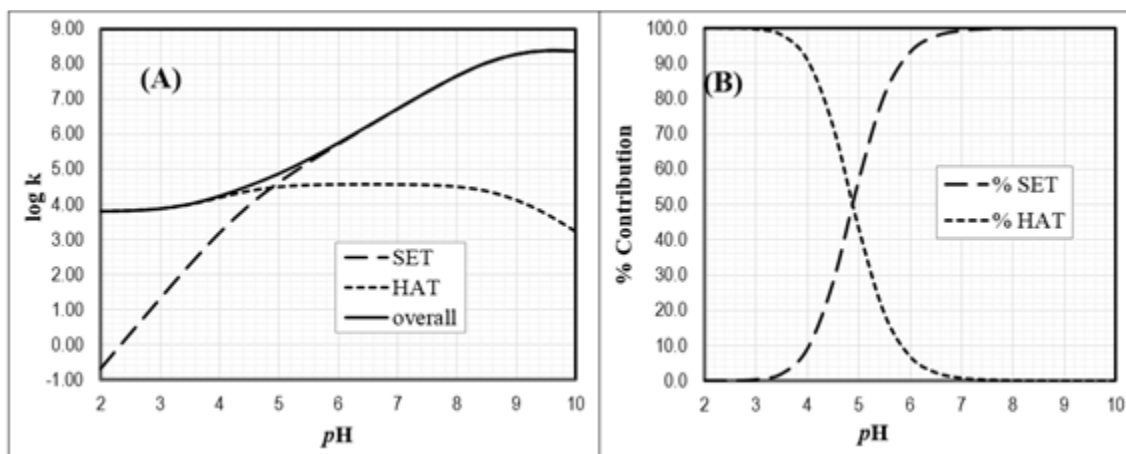 (A)
log k
9.00
8.00
7.00
6.00
5.00
4.00
3.00
2.00
1.00
0.00
-1.00
SET
HAT
overall
2 3 4 5 6 7 8 9 10
pH
(B)
% Contribution
100.0
90.0
80.0
70.0
60.0
50.0
40.0
30.0
20.0
10.0
0.0
% SET
% HAT
2 3 4 5 6 7 8 9 10
pH